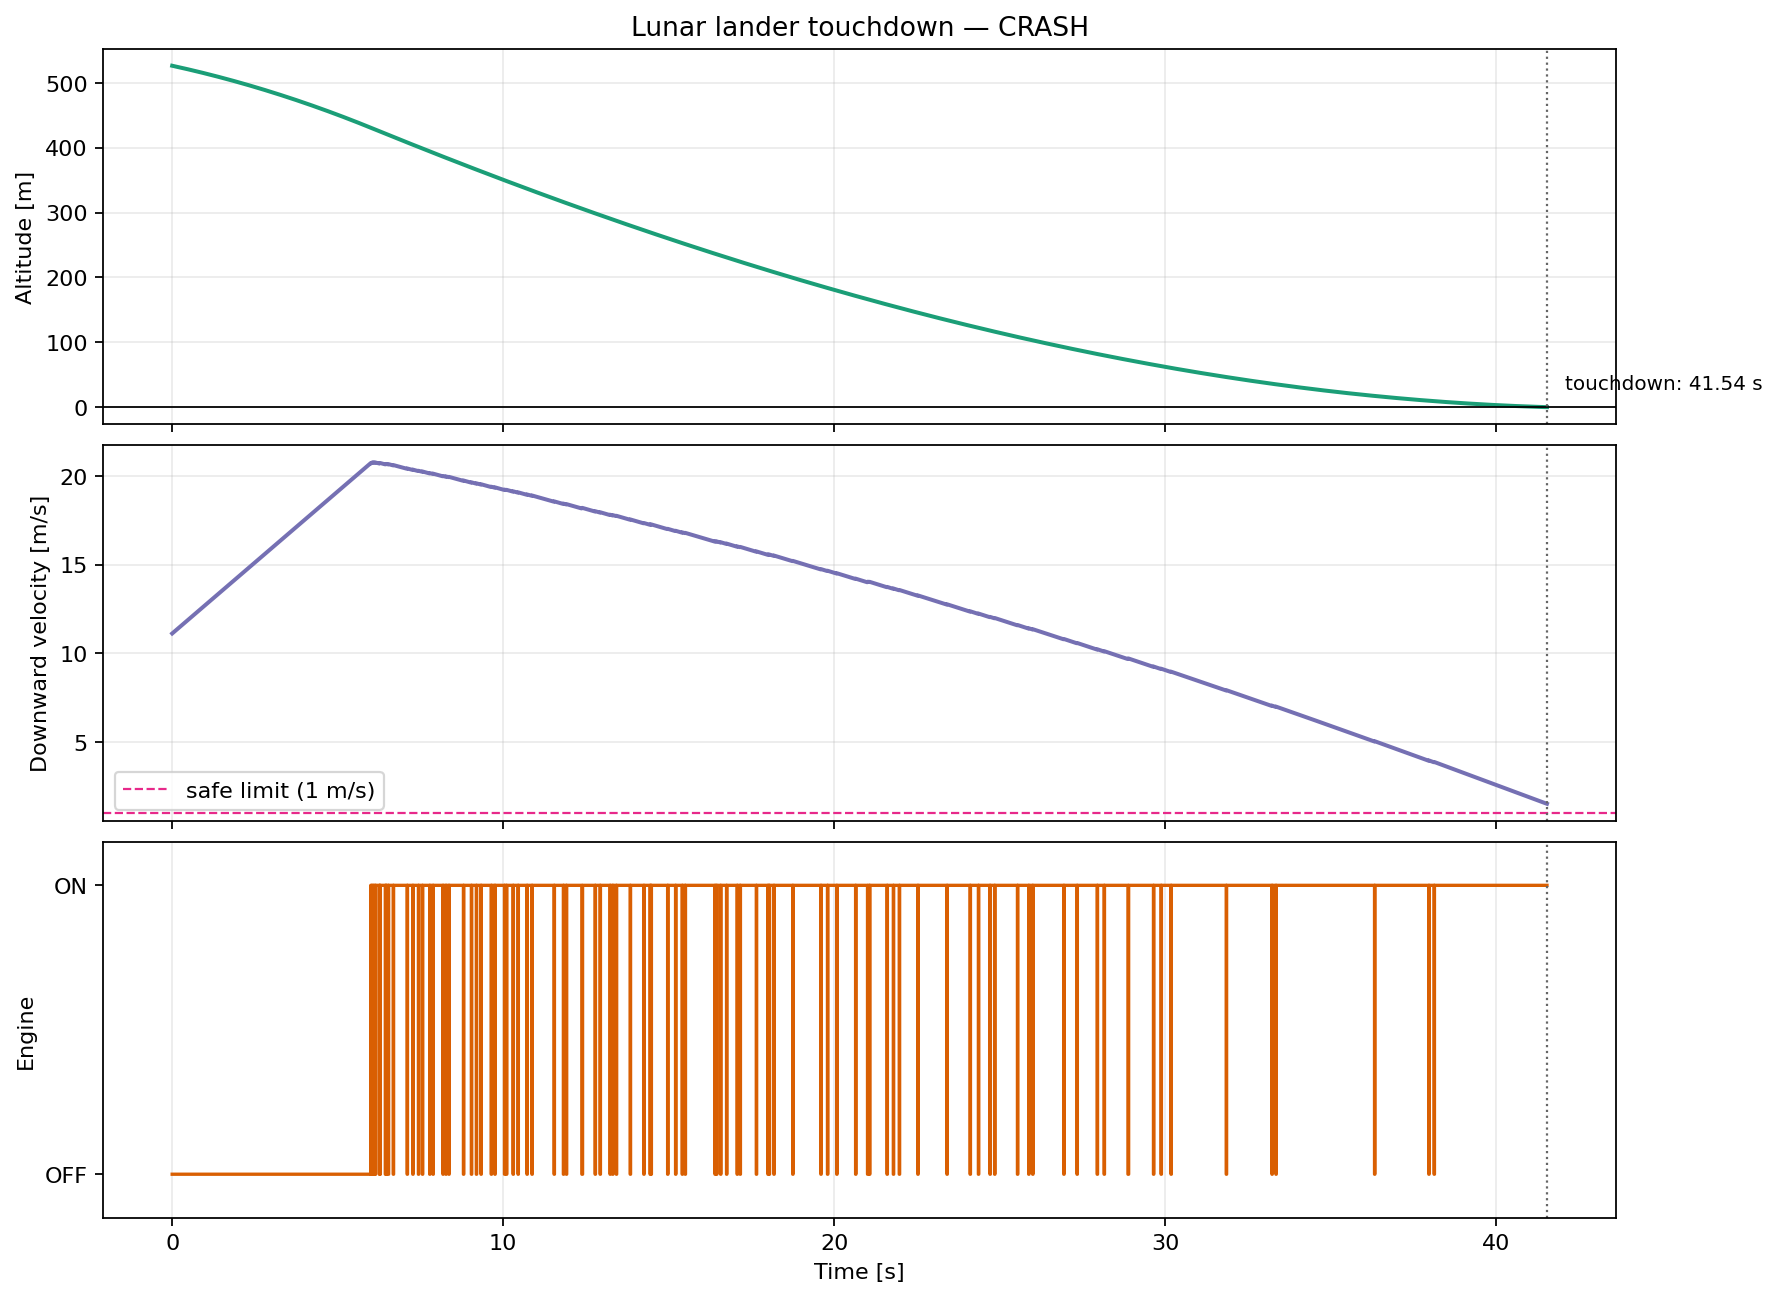 Lunar lander touchdown — CRASH
500
400
300
200
100
0
Altitude [m]
touchdown: 41.54 s
20
15
10
5
Downward velocity [m/s]
safe limit (1 m/s)
ON
OFF
Engine
0
10
20
30
40
Time [s]